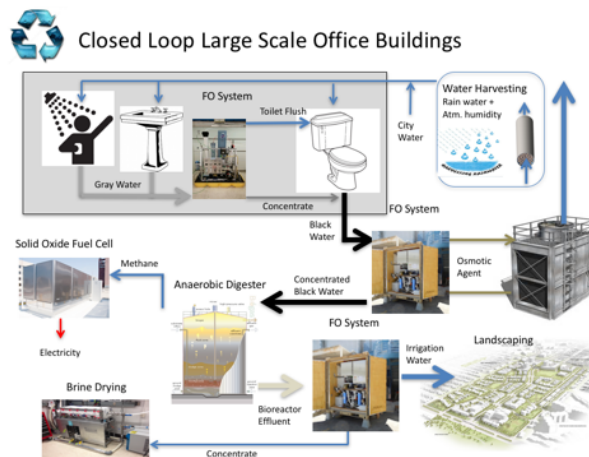 Closed Loop Large Scale Office Buildings
FO System
Toilet Flush
Water Harvesting
Rain water +
Atm. humidity
City
Water
Gray Water
Concentrate
Black
Water
FO System
Solid Oxide Fuel Cell
Methane
Anaerobic Digester
Concentrated
Black Water
Osmotic
Agent
FO System
Electricity
Irrigation
Water
Landscaping
Brine Drying
Bioreactor
Effluent
Concentrate